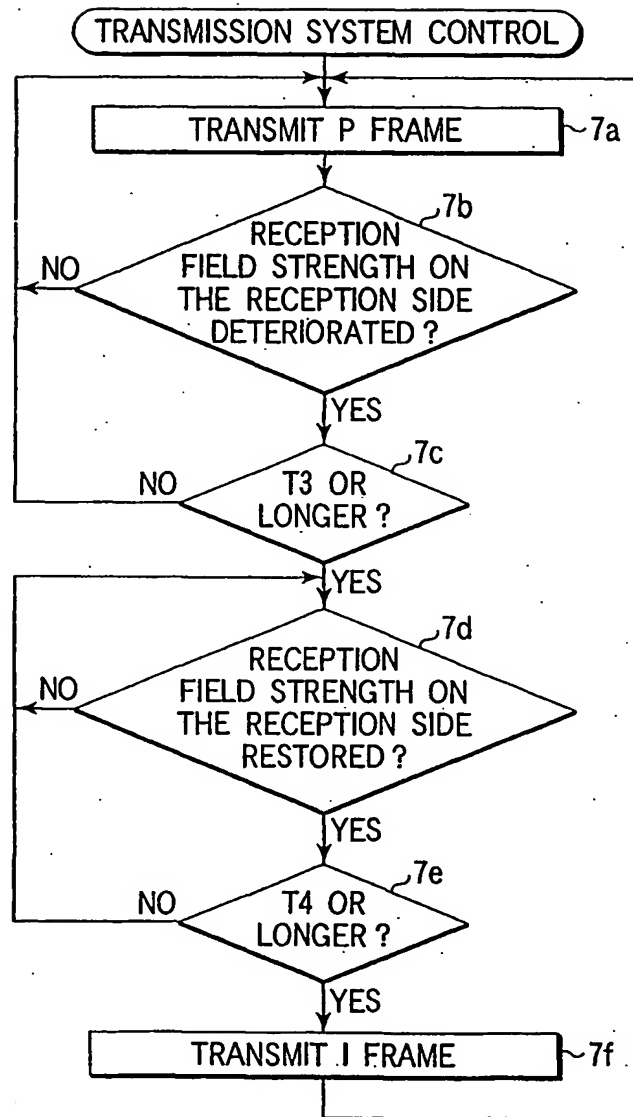 TRANSMISSION SYSTEM CONTROL
TRANSMIT P FRAME
7a
7b
RECEPTION
FIELD STRENGTH ON
THE RECEPTION SIDE
DETERIORATED ?
NO
YES
7c
NO
T3 OR
LONGER ?
YES
7d
RECEPTION
FIELD STRENGTH ON
THE RECEPTION SIDE
RESTORED ?
NO
YES
7e
NO
T4 OR
LONGER ?
YES
TRANSMIT I FRAME
7f